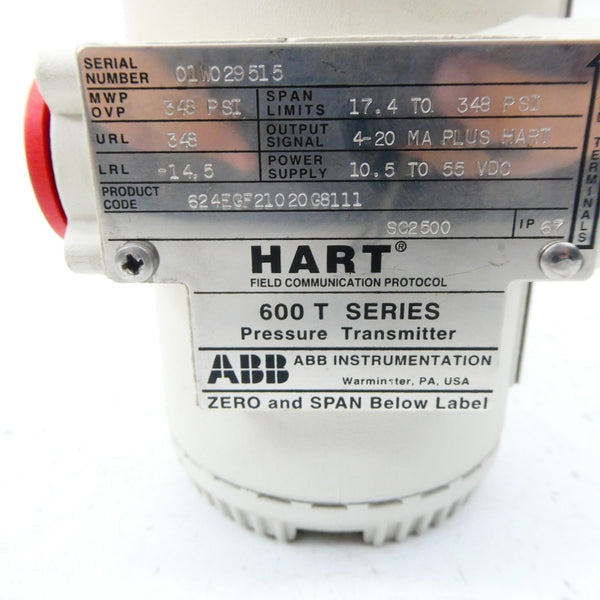 SERIAL NUMBER 01W029515
MWP OVP 348 PSI SPAN LIMITS 17.4 TO 348 PSI
URL 348 OUTPUT SIGNAL 4-20 MA PLUS HART
LRL -14.5 POWER SUPPLY 10.5 TO 55 VDC
PRODUCT CODE 624EGF21020G8111
SC2500 IP 67
HART®
FIELD COMMUNICATION PROTOCOL
600 T SERIES
Pressure Transmitter
ABB ABB INSTRUMENTATION
Warminster, PA, USA
ZERO and SPAN Below Label
TERMINALS